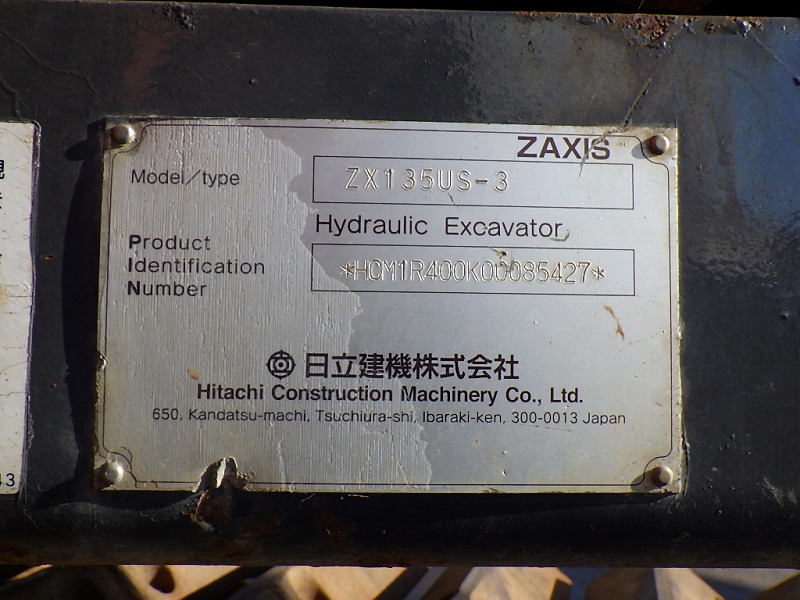 ZAXIS
Model/type
ZX135US-3
Hydraulic Excavator
Product
Identification
Number
*HCM1R400K00085427*
日立建機株式会社
Hitachi Construction Machinery Co., Ltd.
650, Kandatsu-machi, Tsuchiura-shi, Ibaraki-ken, 300-0013 Japan